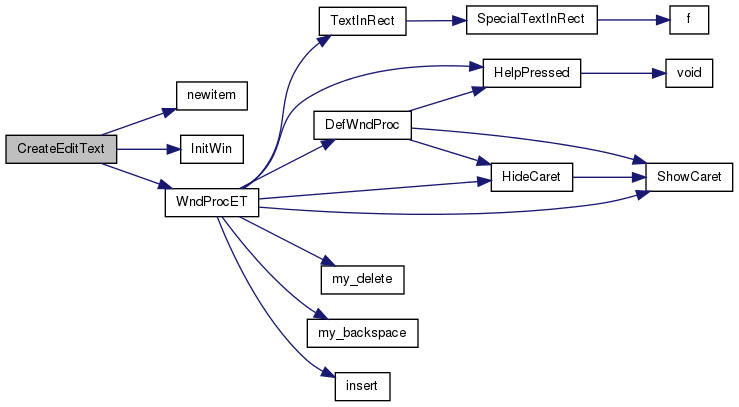 TextInRect
SpecialTextInRect
f
HelpPressed
void
newitem
DefWndProc
CreateEditText
InitWin
HideCaret
ShowCaret
WndProcET
my_delete
my_backspace
insert